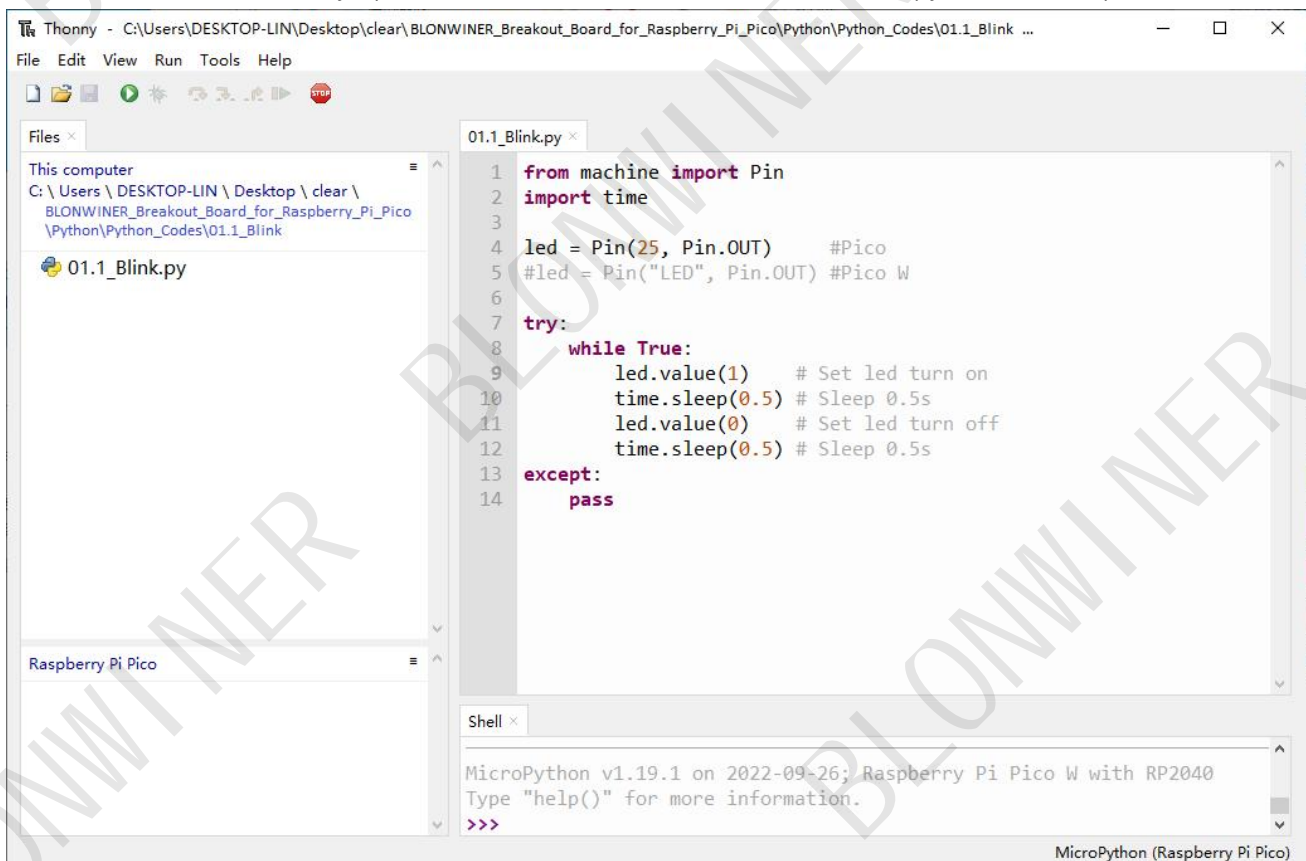 Thonny - C:\Users\DESKTOP-LIN\Desktop\clear\BLONWINER_Breakout_Board_for_Raspberry_Pi_Pico\Python\Python_Codes\01.1_Blink ...
File Edit View Run Tools Help
STOP
Files
This computer
C: \ Users \ DESKTOP-LIN \ Desktop \ clear \
BLONWINER_Breakout_Board_for_Raspberry_Pi_Pico
\Python\Python_Codes\01.1_Blink
01.1_Blink.py
Raspberry Pi Pico
01.1_Blink.py
1 from machine import Pin
2 import time
3
4 led = Pin(25, Pin.OUT)      #Pico
5 #led = Pin("LED", Pin.OUT) #Pico W
6
7 try:
8     while True:
9         led.value(1)    # Set led turn on
10         time.sleep(0.5) # Sleep 0.5s
11         led.value(0)    # Set led turn off
12         time.sleep(0.5) # Sleep 0.5s
13 except:
14     pass
Shell
MicroPython v1.19.1 on 2022-09-26; Raspberry Pi Pico W with RP2040
Type "help()" for more information.
>>>
MicroPython (Raspberry Pi Pico)
BLONWINER
BLONWINER
BLONWINER